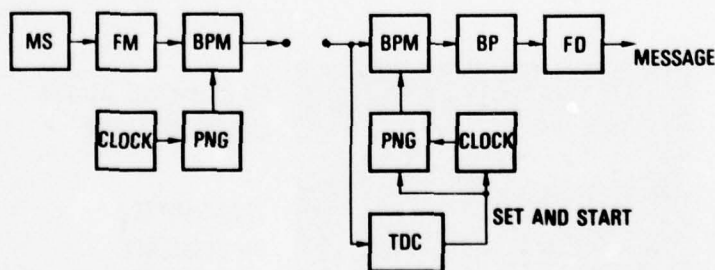 MS FM BPM BPM BP FD MESSAGE
CLOCK PNG PNG CLOCK
SET AND START
TDC